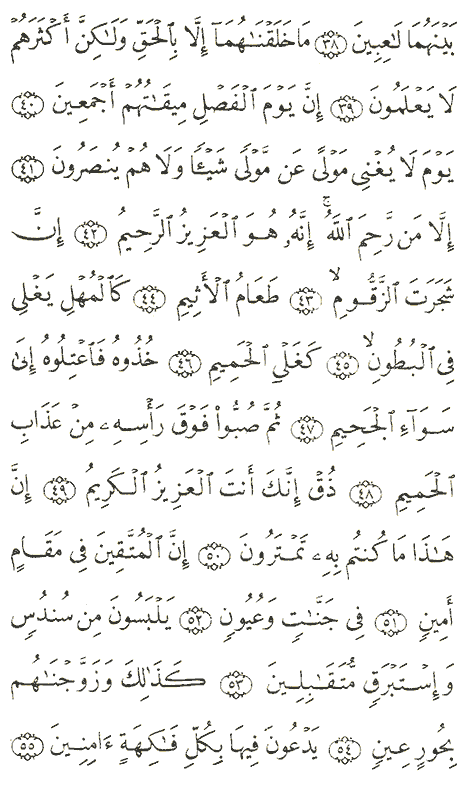 بَيْنَهُمَا لَٰعِبِينَ ٣٨ مَا خَلَقْنَٰهُمَآ إِلَّا بِٱلْحَقِّ وَلَٰكِنَّ أَكْثَرَهُمْ
لَا يَعْلَمُونَ ٣٩ إِنَّ يَوْمَ ٱلْفَصْلِ مِيقَٰتُهُمْ أَجْمَعِينَ ٤٠
يَوْمَ لَا يُغْنِى مَوْلًى عَن مَّوْلًى شَيْـًٔا وَلَا هُمْ يُنصَرُونَ ٤١
إِلَّا مَن رَّحِمَ ٱللَّهُ ۚ إِنَّهُۥ هُوَ ٱلْعَزِيزُ ٱلرَّحِيمُ ٤٢ إِنَّ
شَجَرَتَ ٱلزَّقُّومِ ۙ ٤٣ طَعَامُ ٱلْأَثِيمِ ٤٤ كَٱلْمُهْلِ يَغْلِى
فِى ٱلْبُطُونِ ۙ ٤٥ كَغَلْىِ ٱلْحَمِيمِ ٤٦ خُذُوهُ فَٱعْتِلُوهُ إِلَىٰ
سَوَآءِ ٱلْجَحِيمِ ٤٧ ثُمَّ صُبُّوا۟ فَوْقَ رَأْسِهِۦ مِنْ عَذَابِ
ٱلْحَمِيمِ ٤٨ ذُقْ إِنَّكَ أَنتَ ٱلْعَزِيزُ ٱلْكَرِيمُ ٤٩ إِنَّ
هَٰذَا مَا كُنتُم بِهِۦ تَمْتَرُونَ ٥٠ إِنَّ ٱلْمُتَّقِينَ فِى مَقَامٍ
أَمِينٍ ٥١ فِى جَنَّٰتٍ وَعُيُونٍ ٥٢ يَلْبَسُونَ مِن سُندُسٍ
وَإِسْتَبْرَقٍ مُّتَقَٰبِلِينَ ٥٣ كَذَٰلِكَ وَزَوَّجْنَٰهُم
بِحُورٍ عِينٍ ٥٤ يَدْعُونَ فِيهَا بِكُلِّ فَٰكِهَةٍ ءَامِنِينَ ٥٥